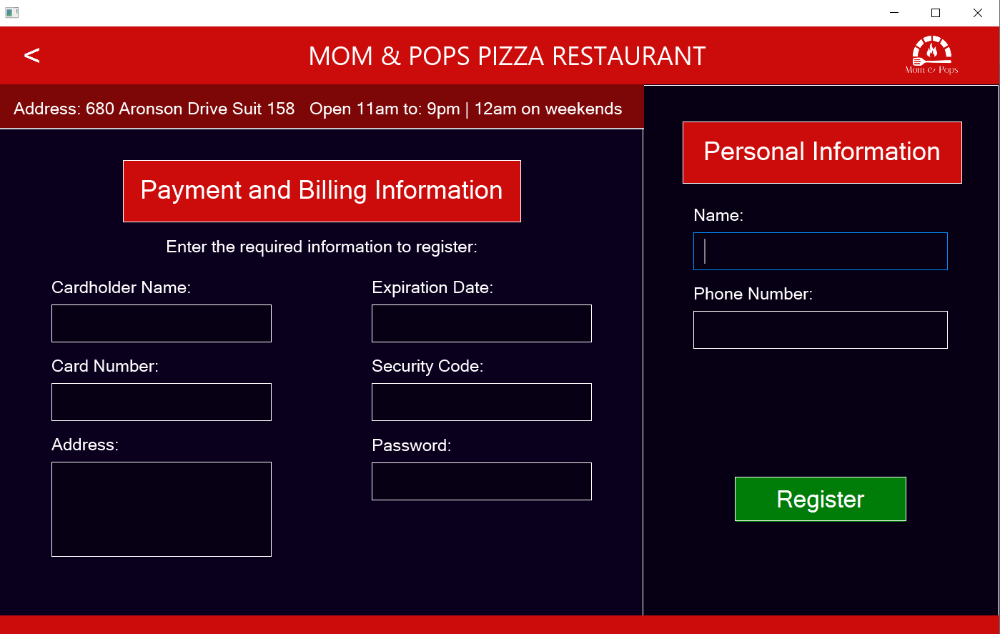 <
MOM & POPS PIZZA RESTAURANT
Mom & Pops
Address: 680 Aronson Drive Suit 158 Open 11am to: 9pm | 12am on weekends
Payment and Billing Information
Enter the required information to register:
Cardholder Name:
Expiration Date:
Card Number:
Security Code:
Address:
Password:
Personal Information
Name:
Phone Number:
Register